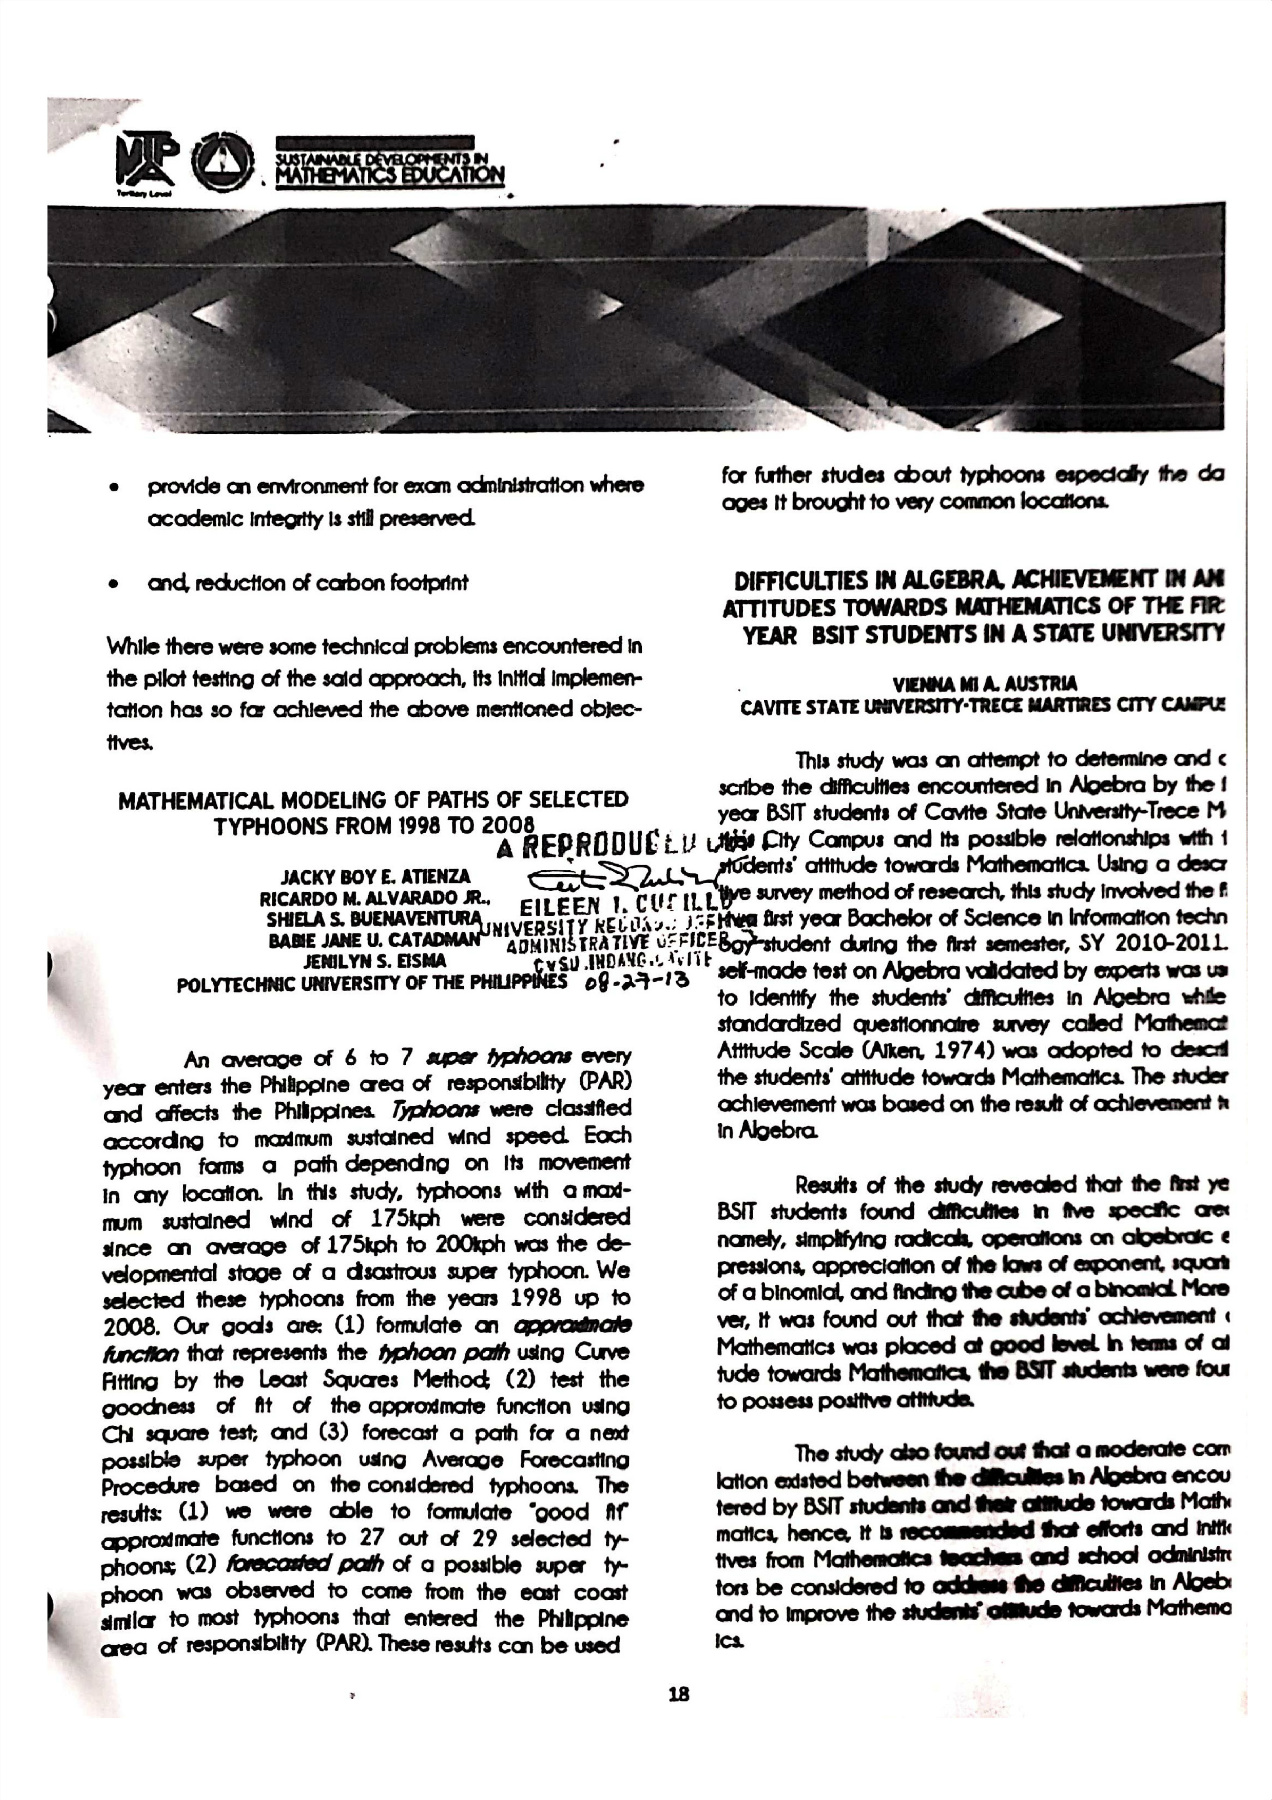 MTAP
Tertiary Level
SUSTAINABLE DEVELOPMENTS IN
MATHEMATICS EDUCATION
• provide an environment for exam administration where
academic integrity is still preserved.
• and, reduction of carbon footprint
While there were some technical problems encountered in
the pilot testing of the said approach, its initial implemen-
tation has so far achieved the above mentioned objec-
tives.
MATHEMATICAL MODELING OF PATHS OF SELECTED
TYPHOONS FROM 1998 TO 2008
JACKY BOY E. ATIENZA
RICARDO M. ALVARADO JR.,
SHIELA S. BUENAVENTURA
BABIE JANE U. CATADMAN
JENILYN S. EISMA
POLYTECHNIC UNIVERSITY OF THE PHILIPPINES
A REPRODUCED
EILEEN
UNIVERSITY
ADMINISTRATIVE OFFICER
CVSU.INDANG.CAVITE
08-27-13
An average of 6 to 7 super typhoons every
year enters the Philippine area of responsibility (PAR)
and affects the Philippines. Typhoons were classified
according to maximum sustained wind speed. Each
typhoon forms a path depending on its movement
in any location. In this study, typhoons with a maxi-
mum sustained wind of 175kph were considered
since an average of 175kph to 200kph was the de-
velopmental stage of a disastrous super typhoon. We
selected these typhoons from the years 1998 up to
2008. Our goals are: (1) formulate an approximate
function that represents the typhoon path using Curve
Fitting by the Least Squares Method; (2) test the
goodness of fit of the approximate function using
Chi square test; and (3) forecast a path for a next
possible super typhoon using Average Forecasting
Procedure based on the considered typhoons. The
results: (1) we were able to formulate "good fit"
approximate functions to 27 out of 29 selected ty-
phoons; (2) forecasted path of a possible super ty-
phoon was observed to come from the east coast
similar to most typhoons that entered the Philippine
area of responsibility (PAR). These results can be used
for further studies about typhoons especially the da
ages it brought to very common locations.
DIFFICULTIES IN ALGEBRA, ACHIEVEMENT IN AN
ATTITUDES TOWARDS MATHEMATICS OF THE FIR
YEAR BSIT STUDENTS IN A STATE UNIVERSITY
VIENNA MI A. AUSTRIA
CAVITE STATE UNIVERSITY-TRECE MARTIRES CITY CAMPUS
This study was an attempt to determine and
scribe the difficulties encountered in Algebra by the f
year BSIT students of Cavite State University-Trece M
City Campus and its possible relationships with t
students' attitude towards Mathematics. Using a descr
tive survey method of research, this study involved the
first year Bachelor of Science in Information techn
ogy student during the first semester, SY 2010-2011.
self-made test on Algebra validated by experts was us
to identify the students' difficulties in Algebra while
standardized questionnaire survey called Mathemat
Attitude Scale (Aiken, 1974) was adopted to descri
the students' attitude towards Mathematics. The studen
achievement was based on the result of achievement te
in Algebra.
Results of the study revealed that the first ye
BSIT students found difficulties in five specific area
namely, simplifying radicals, operations on algebraic e
pressions, appreciation of the laws of exponent, squari
of a binomial, and finding the cube of a binomial. More
ver, it was found out that the students' achievement
Mathematics was placed at good level. In terms of at
tude towards Mathematics, the BSIT students were four
to possess positive attitude.
The study also found out that a moderate corr
lation existed between the difficulties in Algebra encou
tered by BSIT students and their attitude towards Math
matics, hence, it is recommended that efforts and initi
tives from Mathematics teachers and school administr
tors be considered to address the difficulties in Algeb
and to improve the students' attitude towards Mathema
ics.
18